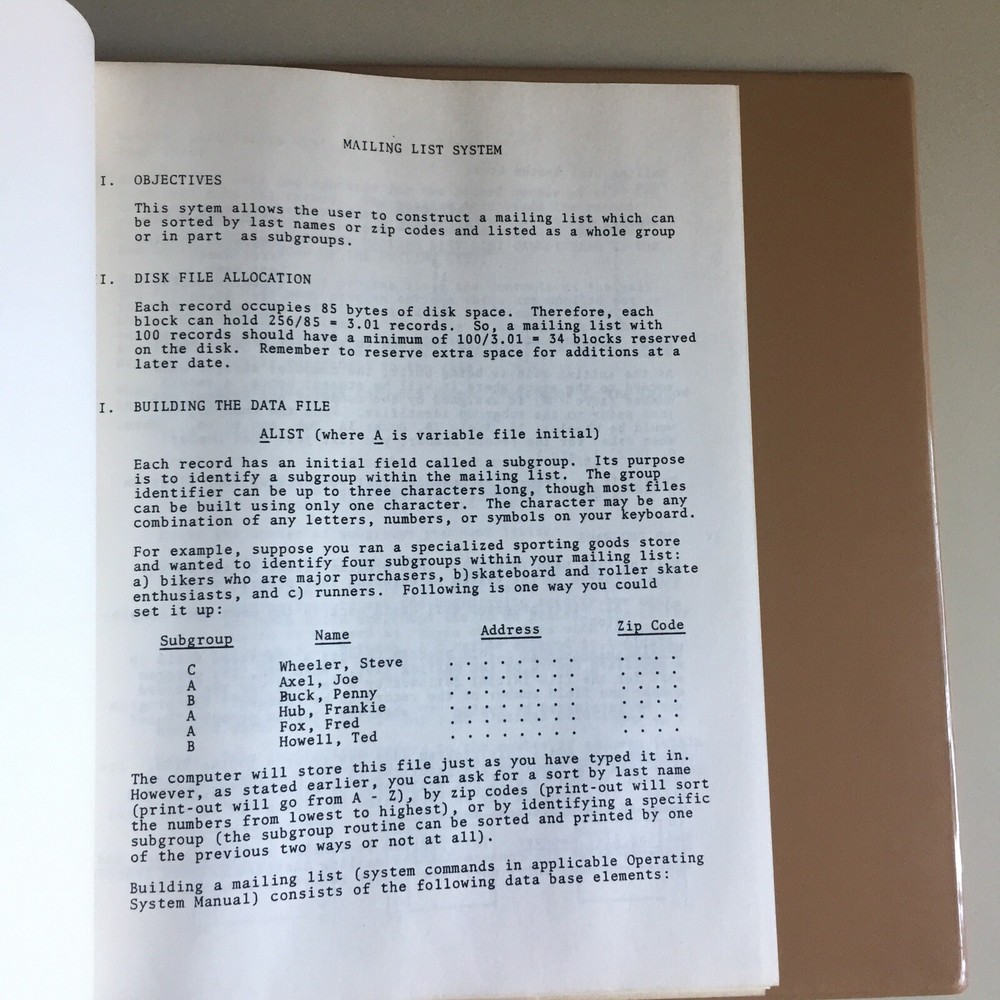 MAILING LIST SYSTEM
I. OBJECTIVES
This sytem allows the user to construct a mailing list which can
be sorted by last names or zip codes and listed as a whole group
or in part as subgroups.
I. DISK FILE ALLOCATION
Each record occupies 85 bytes of disk space. Therefore, each
block can hold 256/85 = 3.01 records. So, a mailing list with
100 records should have a minimum of 100/3.01 = 34 blocks reserved
on the disk. Remember to reserve extra space for additions at a
later date.
I. BUILDING THE DATA FILE
ALIST (where A is variable file initial)
Each record has an initial field called a subgroup. Its purpose
is to identify a subgroup within the mailing list. The group
identifier can be up to three characters long, though most files
can be built using only one character. The character may be any
combination of any letters, numbers, or symbols on your keyboard.
For example, suppose you ran a specialized sporting goods store
and wanted to identify four subgroups within your mailing list:
a) bikers who are major purchasers, b)skateboard and roller skate
enthusiasts, and c) runners. Following is one way you could
set it up:
Subgroup Name Address Zip Code
C Wheeler, Steve . . . . . . . . . . . .
A Axel, Joe . . . . . . . . . . . .
B Buck, Penny . . . . . . . . . . . .
A Hub, Frankie . . . . . . . . . . . .
A Fox, Fred . . . . . . . . . . . .
B Howell, Ted . . . . . . . . . . . .
The computer will store this file just as you have typed it in.
However, as stated earlier, you can ask for a sort by last name
(print-out will go from A - Z), by zip codes (print-out will sort
the numbers from lowest to highest), or by identifying a specific
subgroup (the subgroup routine can be sorted and printed by one
of the previous two ways or not at all).
Building a mailing list (system commands in applicable Operating
System Manual) consists of the following data base elements: